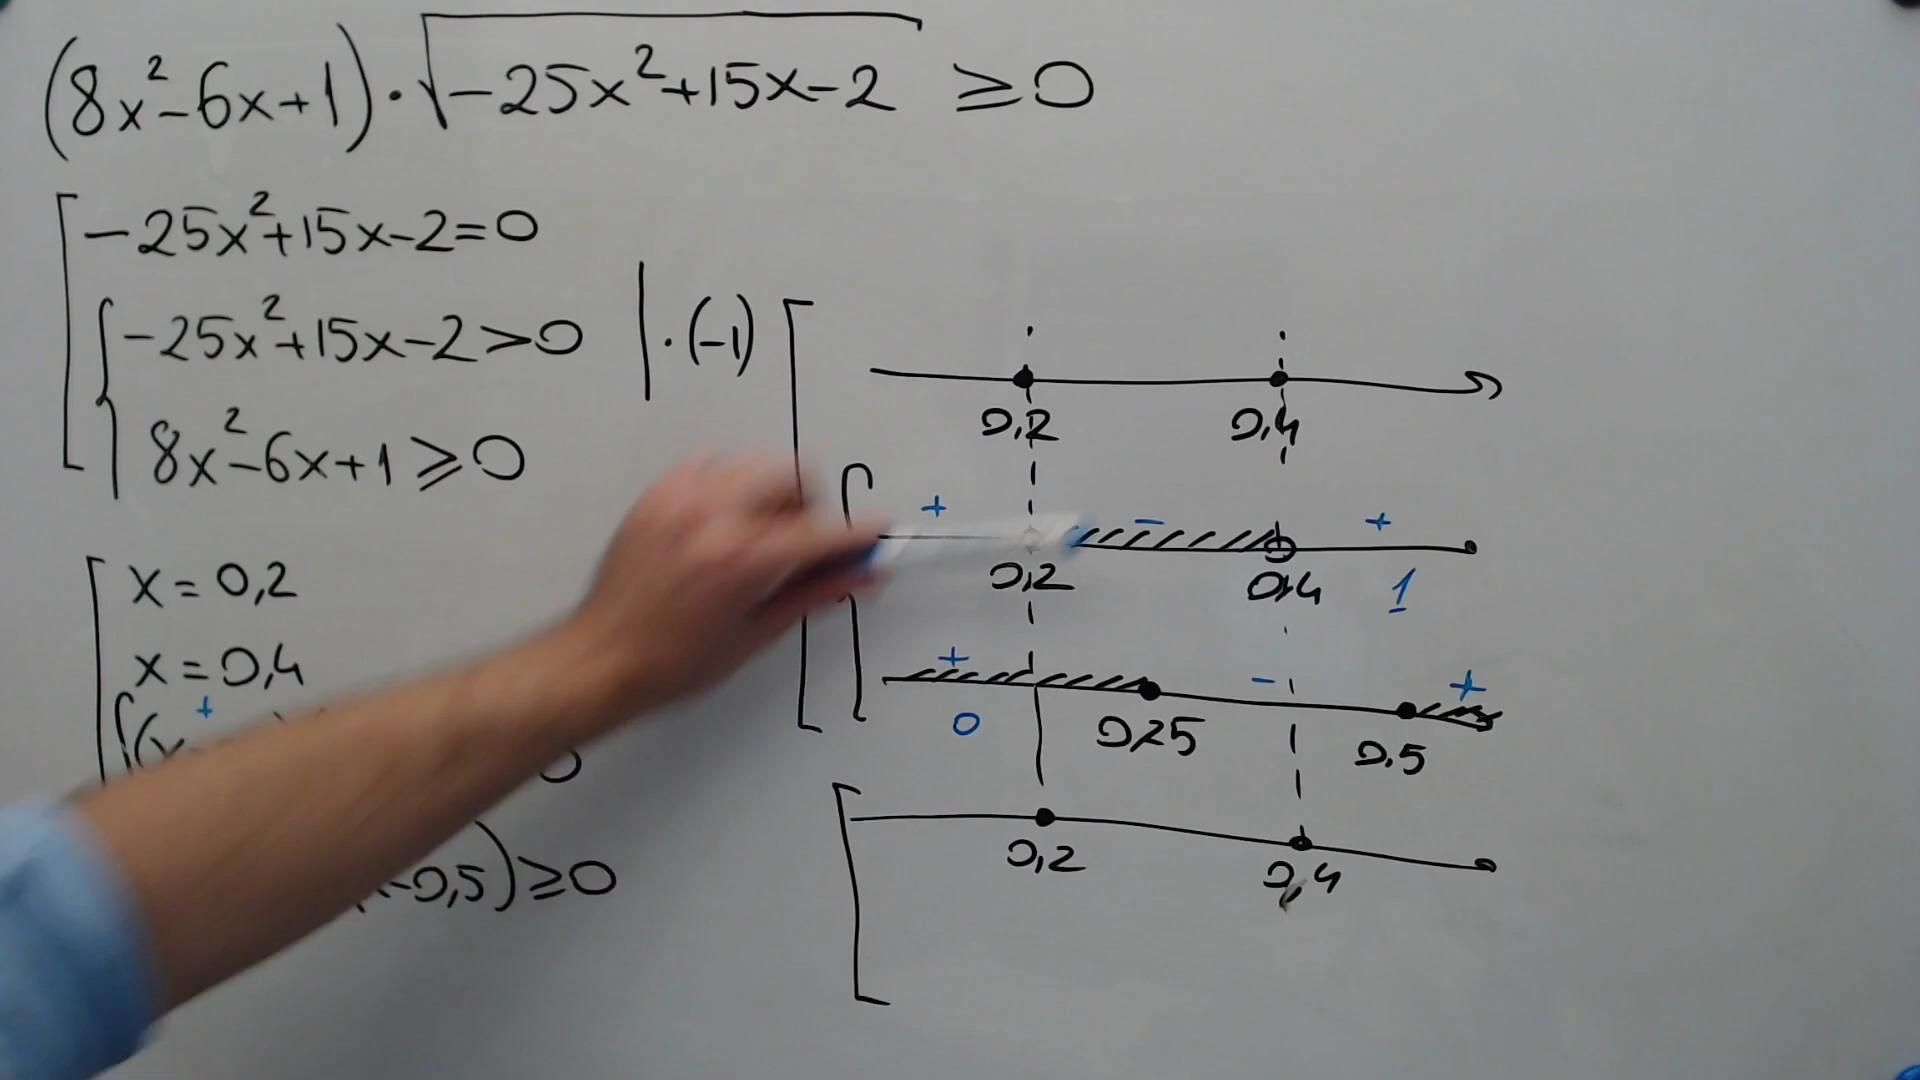 (8x²-6x+1)·√-25x²+15x-2 ≥0
-25x²+15x-2=0
-25x²+15x-2>0 |·(-1)
8x²-6x+1≥0
x=0,2
x=0,4
+
-0,5)≥0
0,2 0,4
+ - +
0,2 0,4 1
+ - +
0 0,25 0,5
0,2 0,4